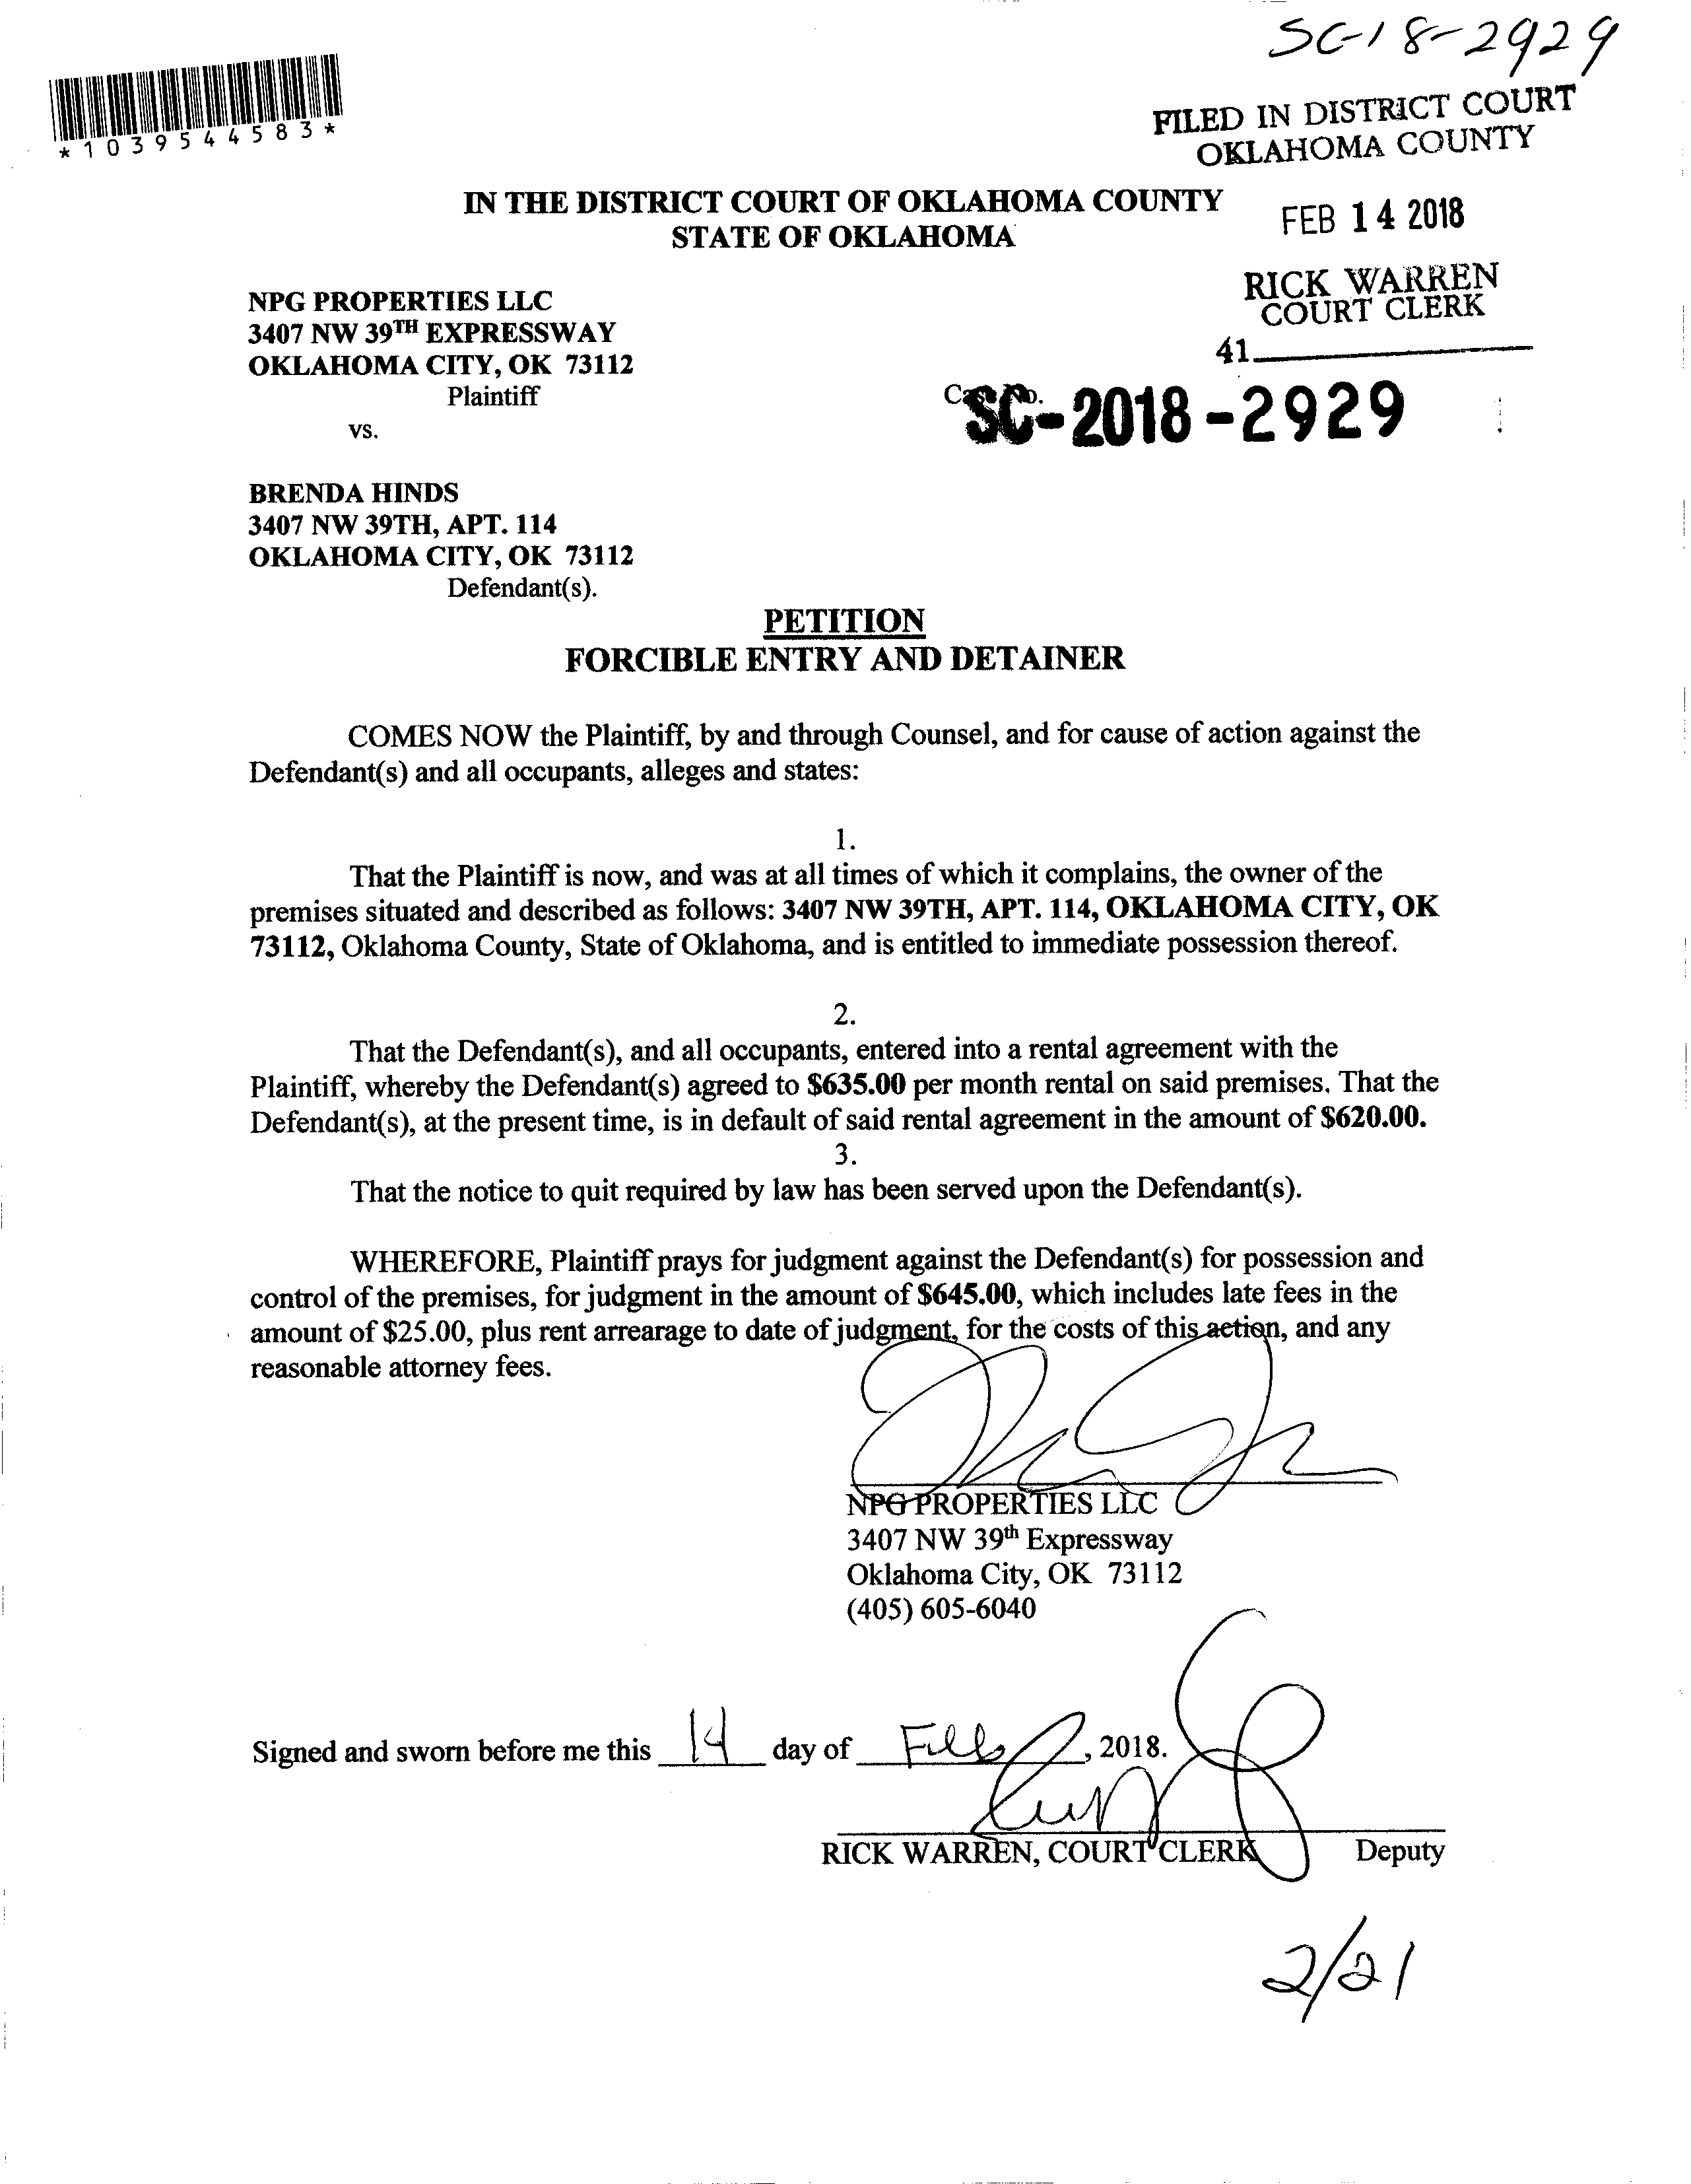 SC-18-2929
*1039544583*
FILED IN DISTRICT COURT
OKLAHOMA COUNTY
IN THE DISTRICT COURT OF OKLAHOMA COUNTY
STATE OF OKLAHOMA
FEB 14 2018
RICK WARREN
COURT CLERK
41
NPG PROPERTIES LLC
3407 NW 39TH EXPRESSWAY
OKLAHOMA CITY, OK 73112
Plaintiff
vs.
Case No.
SC-2018-2929
BRENDA HINDS
3407 NW 39TH, APT. 114
OKLAHOMA CITY, OK 73112
Defendant(s).
PETITION
FORCIBLE ENTRY AND DETAINER
COMES NOW the Plaintiff, by and through Counsel, and for cause of action against the
Defendant(s) and all occupants, alleges and states:
1.
That the Plaintiff is now, and was at all times of which it complains, the owner of the
premises situated and described as follows: 3407 NW 39TH, APT. 114, OKLAHOMA CITY, OK
73112, Oklahoma County, State of Oklahoma, and is entitled to immediate possession thereof.
2.
That the Defendant(s), and all occupants, entered into a rental agreement with the
Plaintiff, whereby the Defendant(s) agreed to $635.00 per month rental on said premises. That the
Defendant(s), at the present time, is in default of said rental agreement in the amount of $620.00.
3.
That the notice to quit required by law has been served upon the Defendant(s).
WHEREFORE, Plaintiff prays for judgment against the Defendant(s) for possession and
control of the premises, for judgment in the amount of $645.00, which includes late fees in the
amount of $25.00, plus rent arrearage to date of judgment, for the costs of this action, and any
reasonable attorney fees.
NPG PROPERTIES LLC
3407 NW 39th Expressway
Oklahoma City, OK 73112
(405) 605-6040
Signed and sworn before me this 14 day of Feb, 2018.
RICK WARREN, COURT CLERK Deputy
2/21